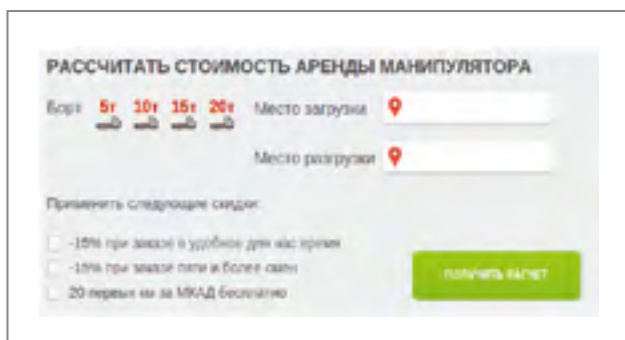 РАССЧИТАТЬ СТОИМОСТЬ АРЕНДЫ МАНИПУЛЯТОРА
Борт 5т 10т 15т 20т Место загрузки
Место разгрузки
Применить следующие скидки:
-15% при заказе в удобное для нас время
-15% при заказе пяти и более смен
20 первых км за МКАД бесплатно
ПОЛУЧИТЬ РАСЧЕТ